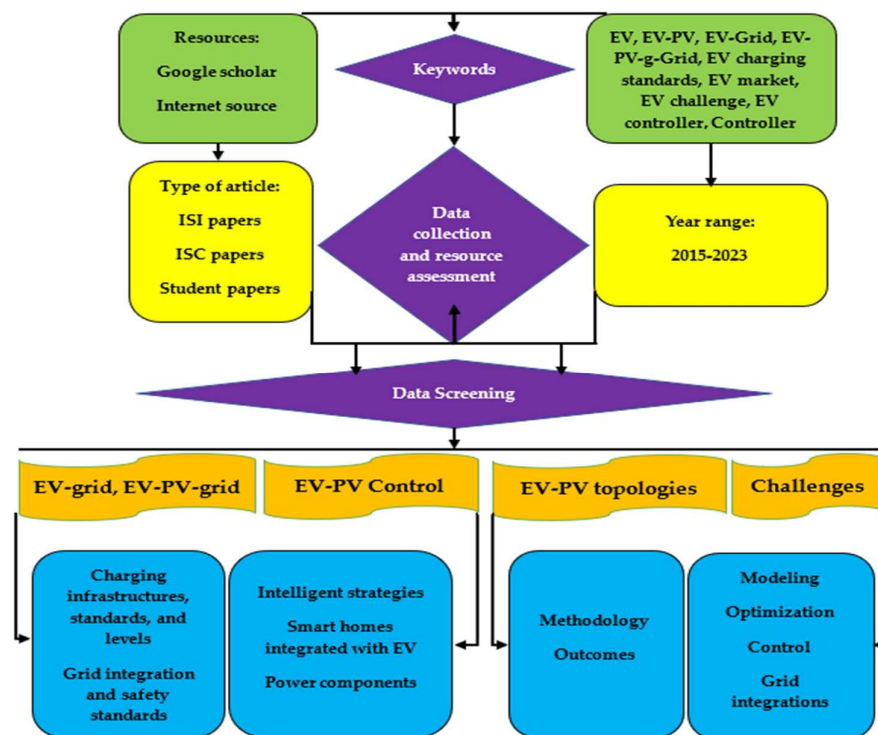 Resources:
Google scholar
Internet source
Keywords
EV, EV-PV, EV-Grid, EV-
PV-g-Grid, EV charging
standards, EV market,
EV challenge, EV
controller, Controller
Type of article:
ISI papers
ISC papers
Student papers
Data
collection
and resource
assessment
Year range:
2015-2023
Data Screening
EV-grid, EV-PV-grid
EV-PV Control
EV-PV topologies
Challenges
Charging
infrastructures,
standards, and
levels
Grid integration
and safety
standards
Intelligent strategies
Smart homes
integrated with EV
Power components
Methodology
Outcomes
Modeling
Optimization
Control
Grid
integrations